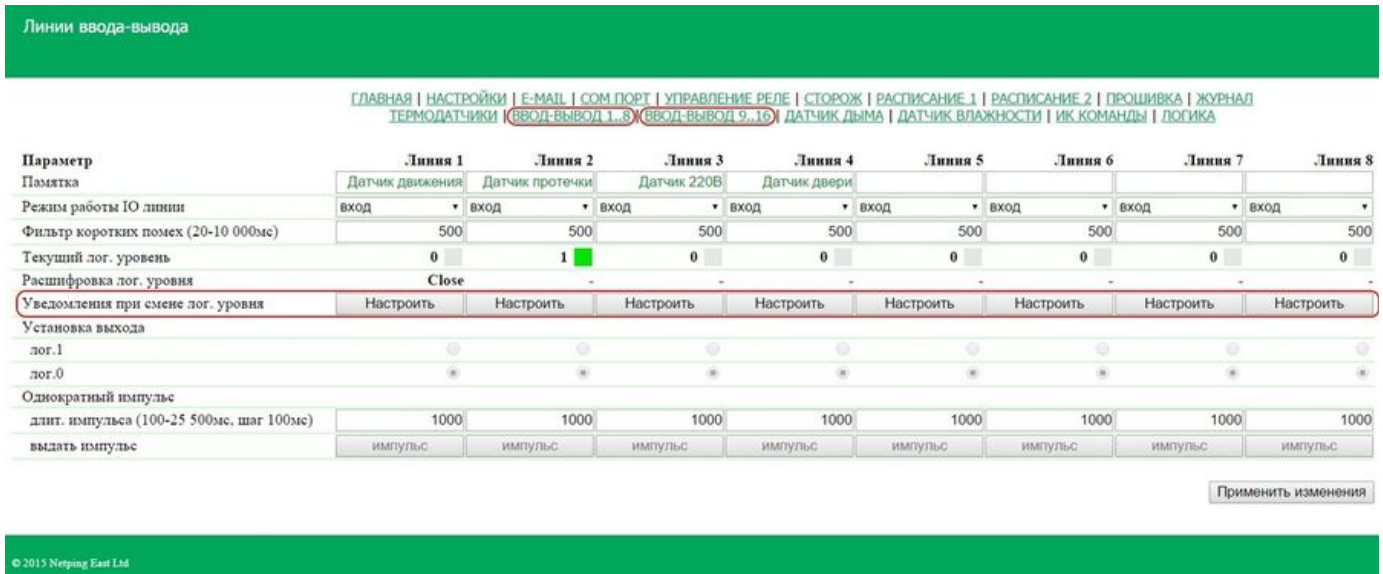 Линии ввода-вывода
ГЛАВНАЯ | НАСТРОЙКИ | E-MAIL | COM ПОРТ | УПРАВЛЕНИЕ РЕЛЕ | СТОРОЖ | РАСПИСАНИЕ 1 | РАСПИСАНИЕ 2 | ПРОШИВКА | ЖУРНАЛ
ТЕРМОДАТЧИКИ | ВВОД-ВЫВОД 1..8 | ВВОД-ВЫВОД 9..16 | ДАТЧИК ДЫМА | ДАТЧИК ВЛАЖНОСТИ | ИК КОМАНДЫ | ЛОГИКА
Параметр Линия 1 Линия 2 Линия 3 Линия 4 Линия 5 Линия 6 Линия 7 Линия 8
Памятка Датчик движения Датчик протечки Датчик 220В Датчик двери
Режим работы IO линии вход вход вход вход вход вход вход вход
Фильтр коротких помех (20-10 000мс) 500 500 500 500 500 500 500 500
Текущий лог. уровень 0 1 0 0 0 0 0 0
Расшифровка лог. уровня Close - - - - - - -
Уведомления при смене лог. уровня Настроить Настроить Настроить Настроить Настроить Настроить Настроить Настроить
Установка выхода
лог.1
лог.0
Однократный импульс
длит. импульса (100-25 500мс, шаг 100мс) 1000 1000 1000 1000 1000 1000 1000 1000
выдать импульс импульс импульс импульс импульс импульс импульс импульс импульс
Применить изменения
© 2015 Netping East Ltd